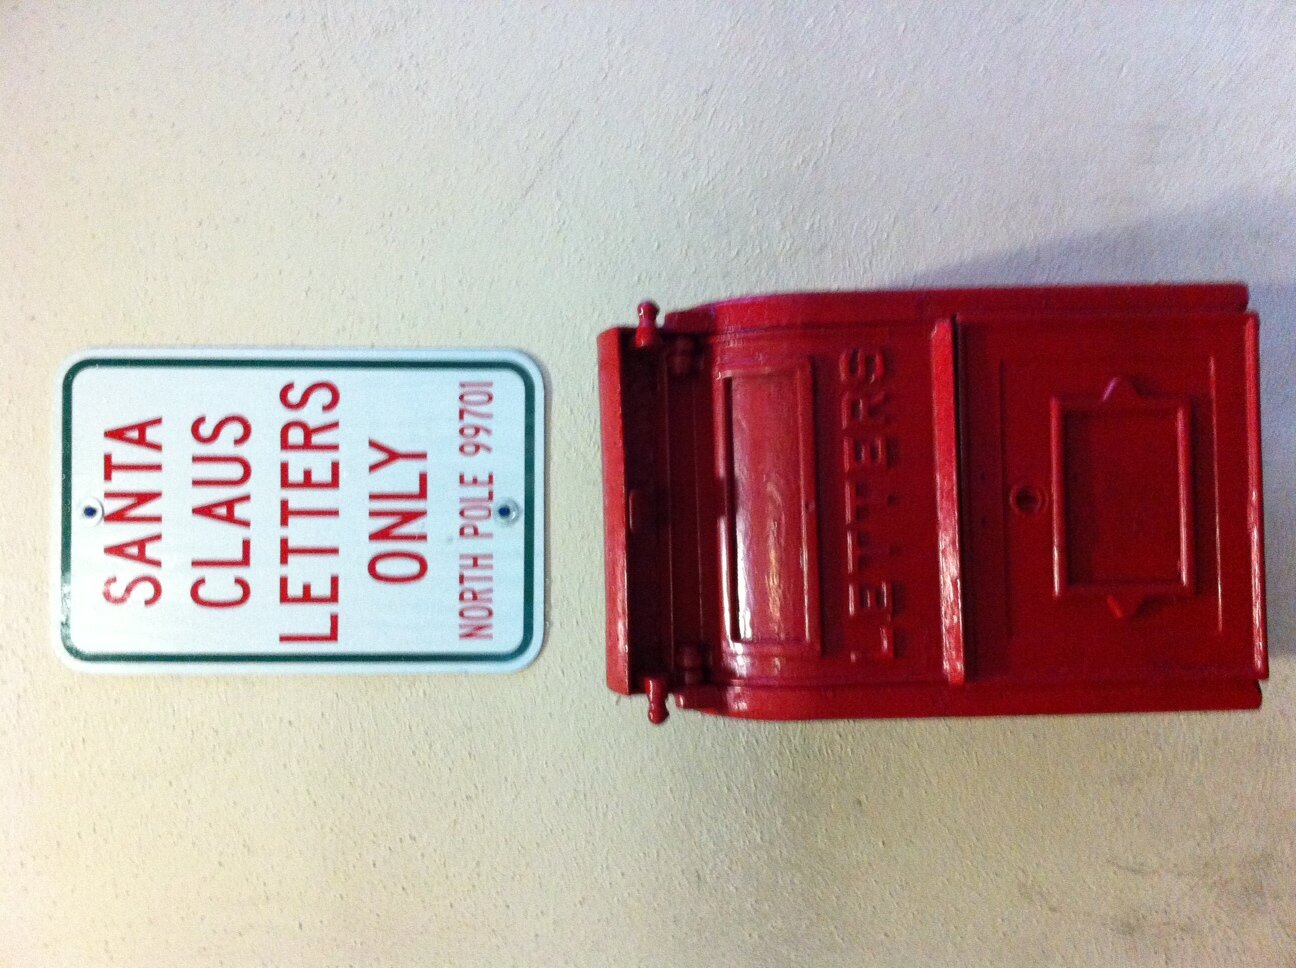 SANTA
CLAUS
LETTERS
ONLY
NORTH POLE 99701
LETTERS